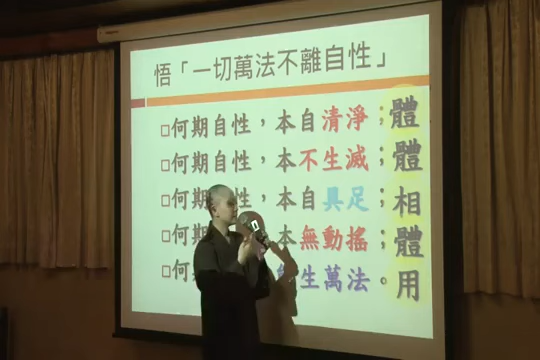 悟「一切萬法不離自性」
□何期自性,本自清淨;體
□何期自性,本不生滅;體
□何期自性,本自具足;相
□何 本無動搖;體
□何 生萬法。用